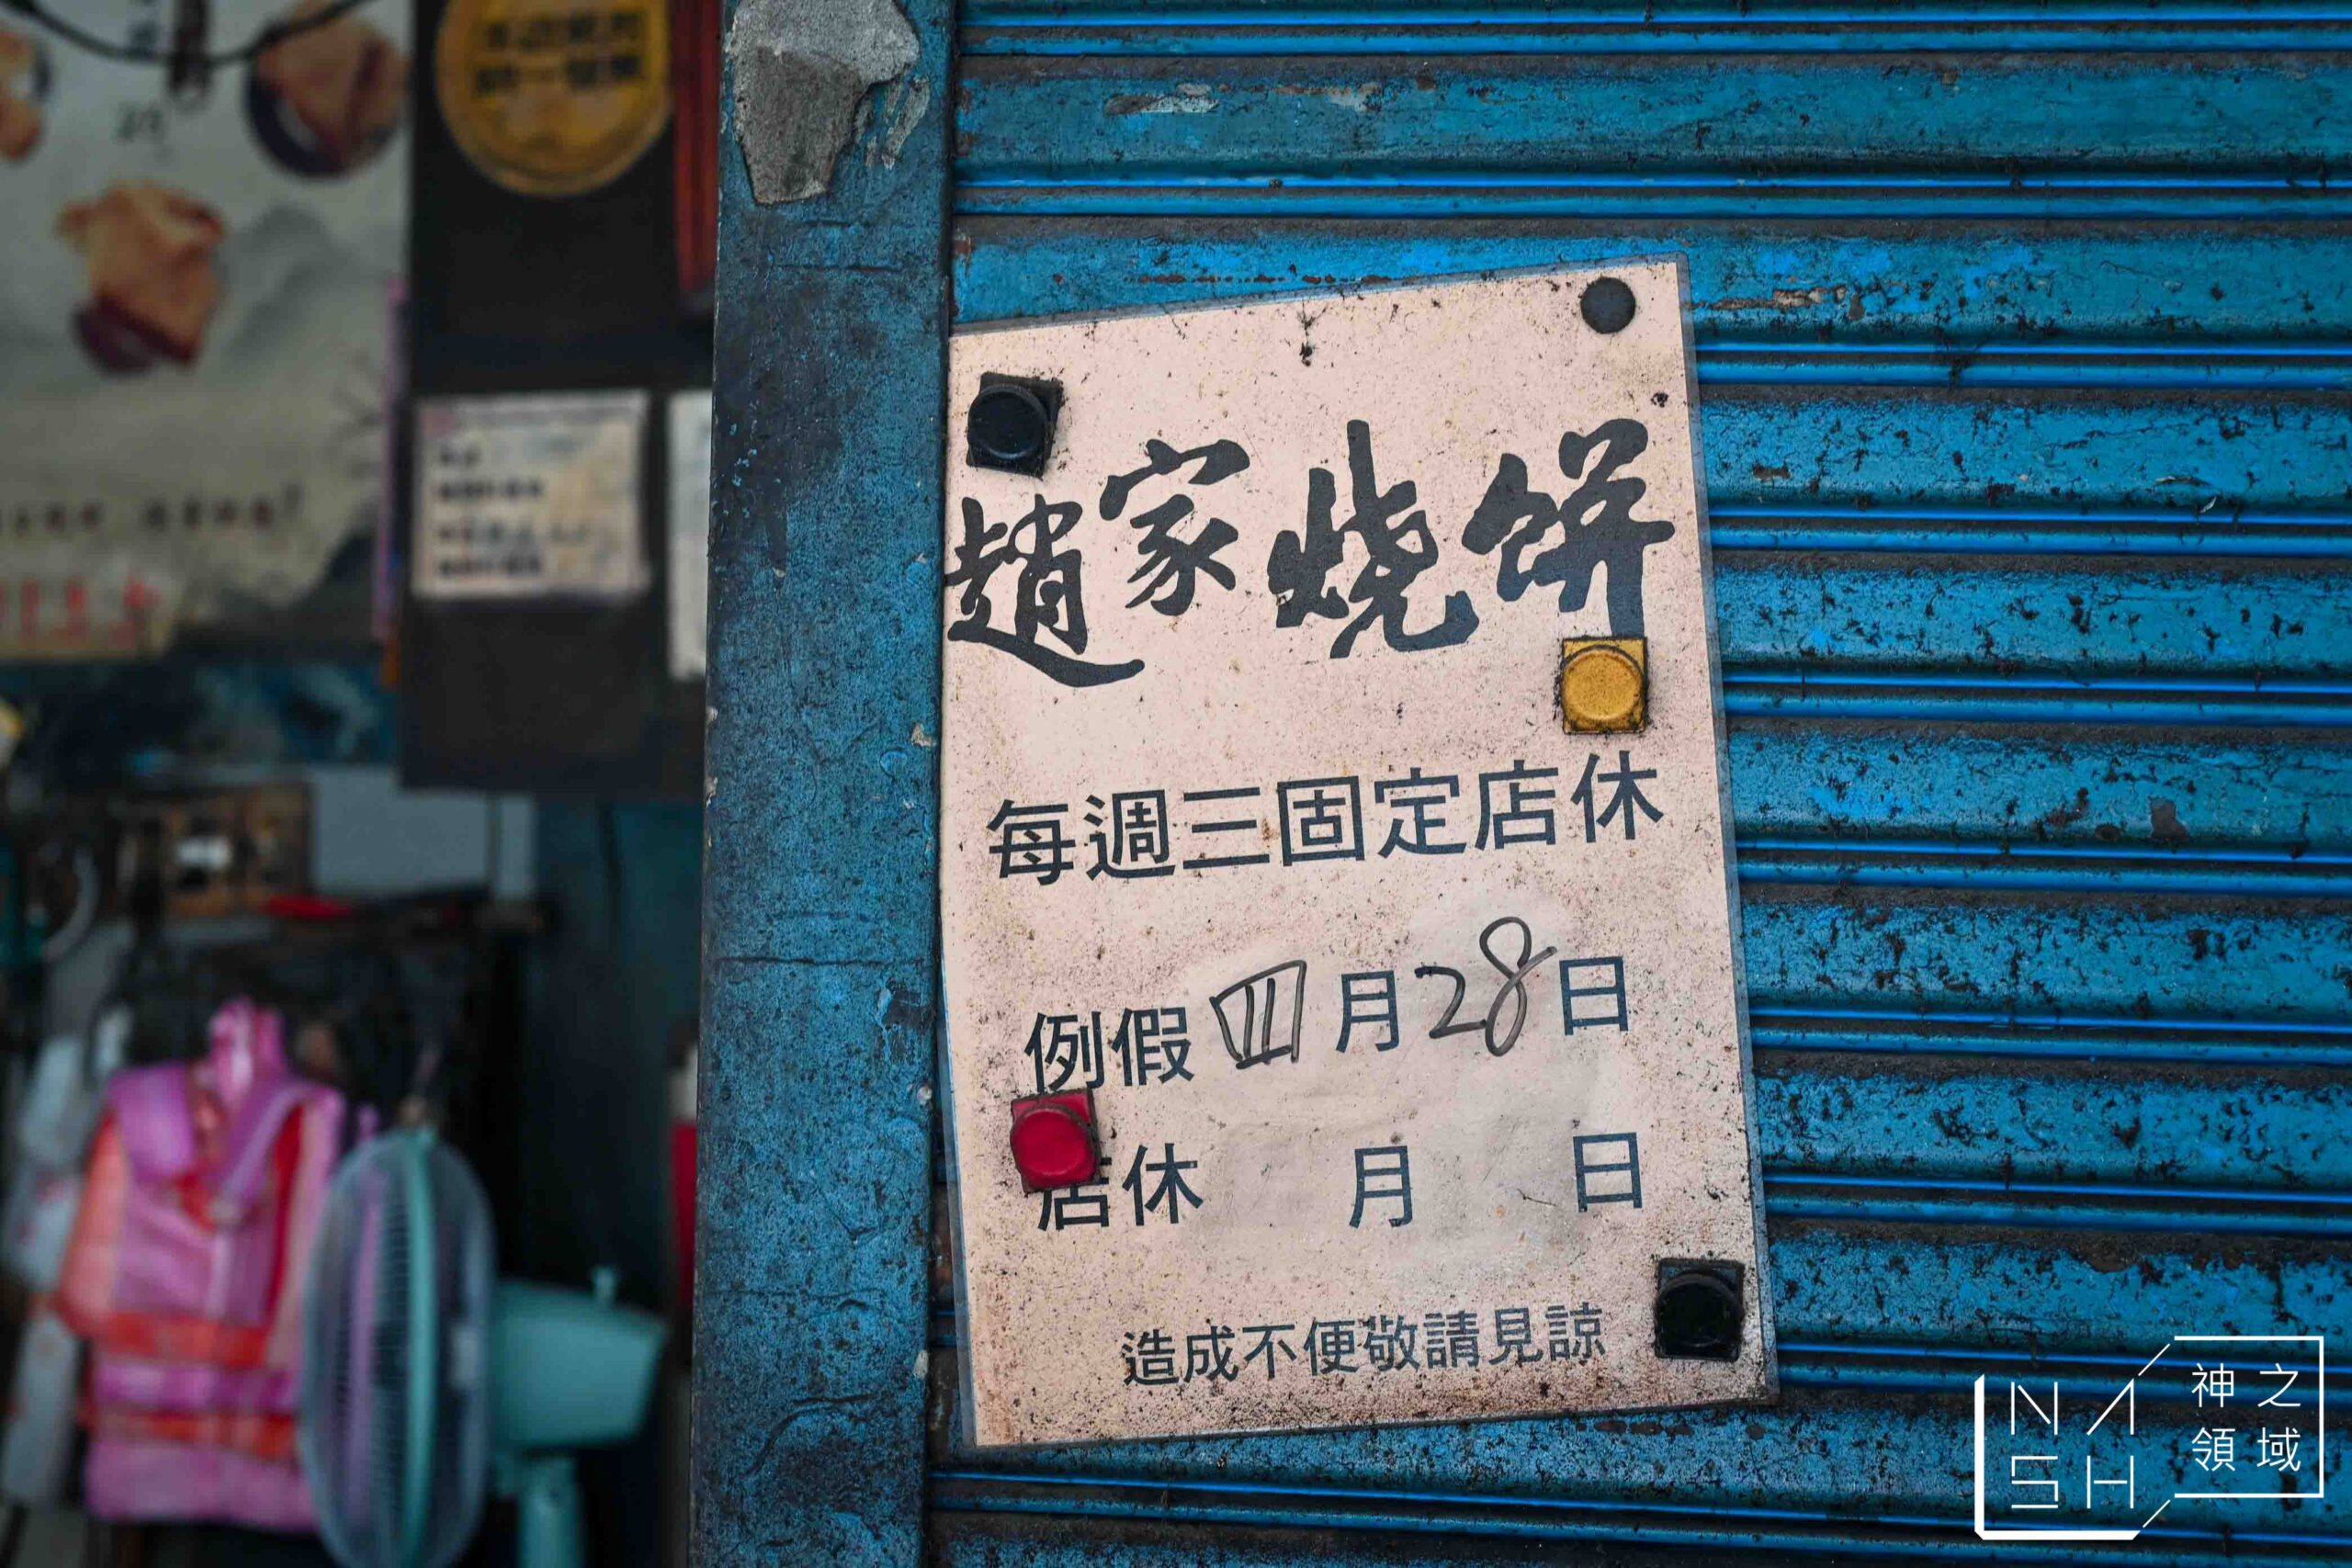 趙家燒餅
每週三固定店休
例假四月28日
店休 月 日
造成不便敬請見諒
NASH
神之
領域